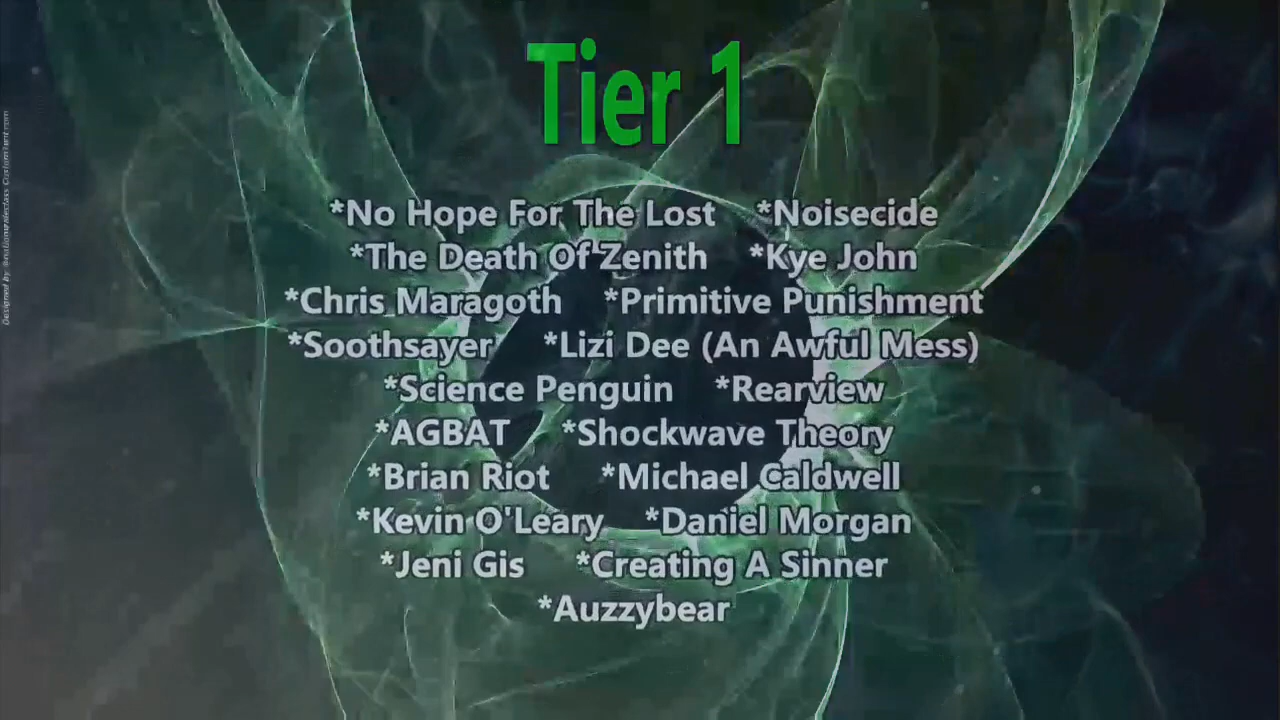 Tier 1
*No Hope For The Lost *Noisecide
*The Death Of Zenith *Kye John
*Chris Maragoth *Primitive Punishment
*Soothsayer *Lizi Dee (An Awful Mess)
*Science Penguin *Rearview
*AGBAT *Shockwave Theory
*Brian Riot *Michael Caldwell
*Kevin O'Leary *Daniel Morgan
*Jeni Gis *Creating A Sinner
*Auzzybear
Designed by